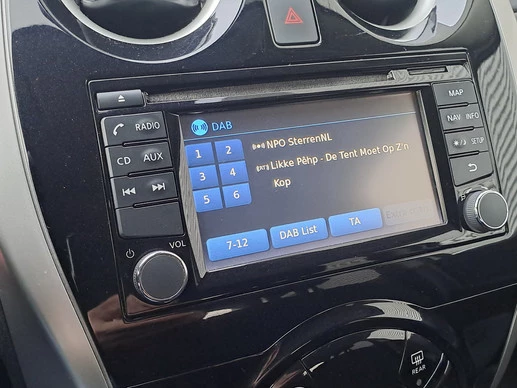 DAB
NPO SterrenNL
Likke Pêhp - De Tent Moet Op Z'n
Kop
1 2
3 4
5 6
7-12
DAB List
TA
RADIO
CD
AUX
VOL
MAP
NAV
INFO
SETUP
REAR